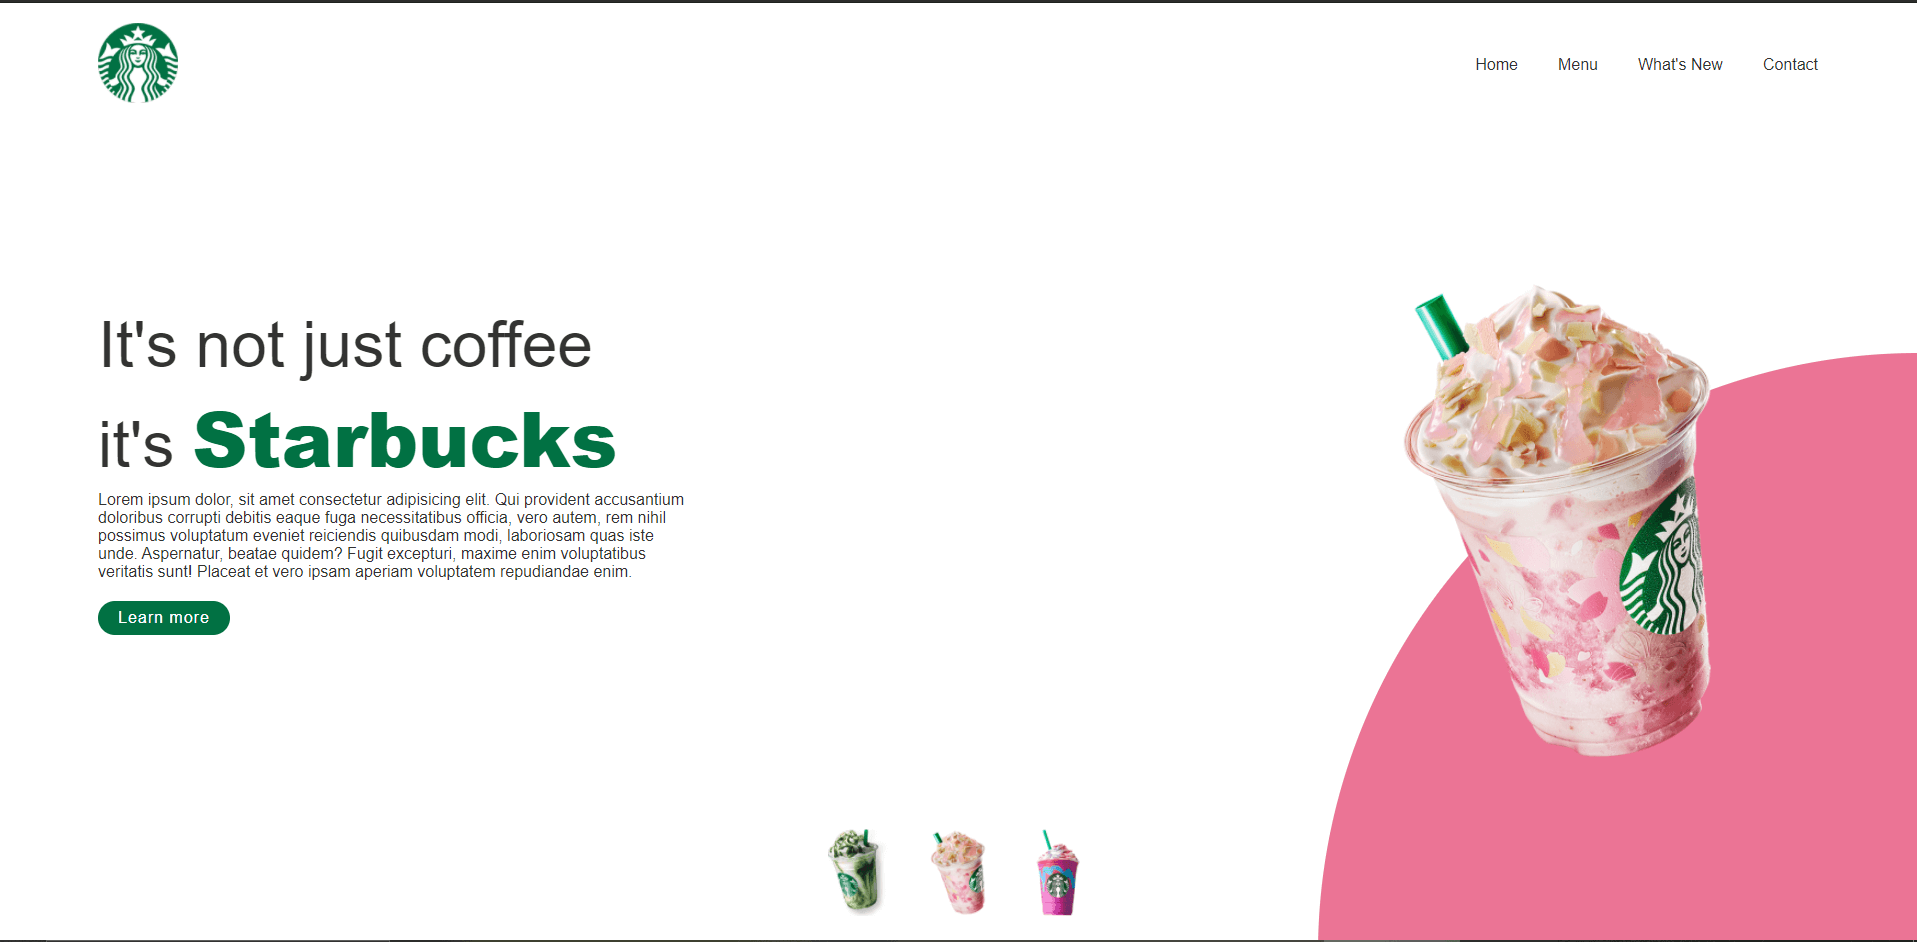 Home Menu What's New Contact
It's not just coffee
it's Starbucks
Lorem ipsum dolor, sit amet consectetur adipisicing elit. Qui provident accusantium
doloribus corrupti debitis eaque fuga necessitatibus officia, vero autem, rem nihil
possimus voluptatum eveniet reiciendis quibusdam modi, laboriosam quas iste
unde. Aspernatur, beatae quidem? Fugit excepturi, maxime enim voluptatibus
veritatis sunt! Placeat et vero ipsam aperiam voluptatem repudiandae enim.
Learn more